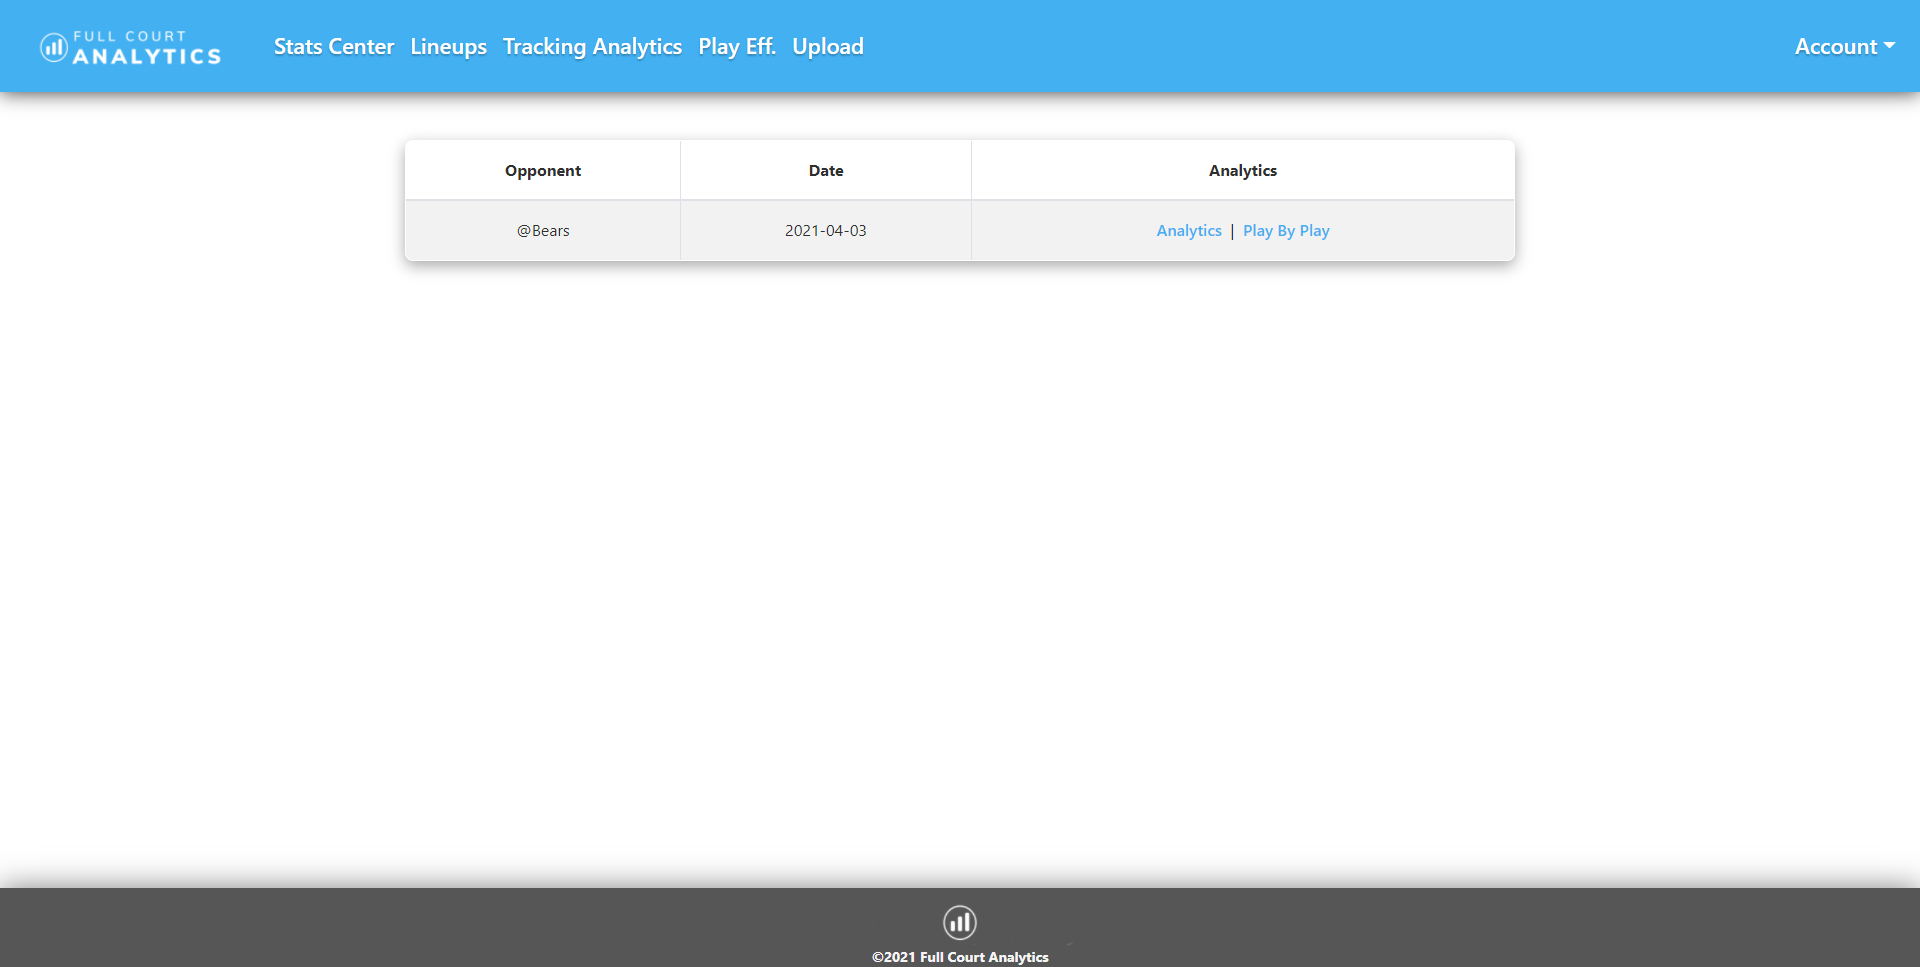 FULL COURT
ANALYTICS
Stats Center Lineups Tracking Analytics Play Eff. Upload Account
Opponent Date Analytics
@Bears 2021-04-03 Analytics | Play By Play
©2021 Full Court Analytics